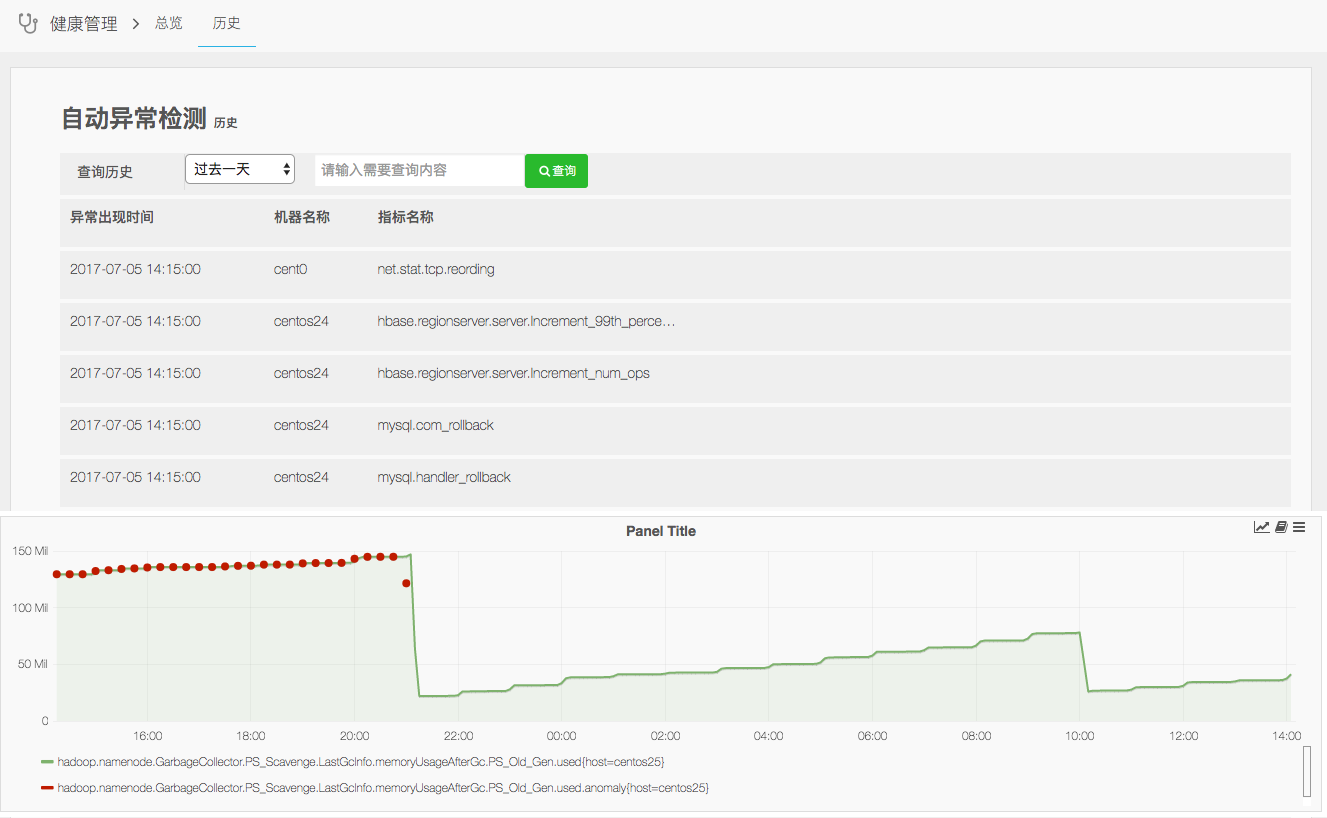 健康管理 > 总览 历史
自动异常检测 历史
查询历史 过去一天 请输入需要查询内容 查询
异常出现时间 机器名称 指标名称
2017-07-05 14:15:00 cent0 net.stat.tcp.reording
2017-07-05 14:15:00 centos24 hbase.regionserver.server.Increment_99th_perce…
2017-07-05 14:15:00 centos24 hbase.regionserver.server.Increment_num_ops
2017-07-05 14:15:00 centos24 mysql.com_rollback
2017-07-05 14:15:00 centos24 mysql.handler_rollback
Panel Title
150 Mil
100 Mil
50 Mil
0
16:00 18:00 20:00 22:00 00:00 02:00 04:00 06:00 08:00 10:00 12:00 14:00
hadoop.namenode.GarbageCollector.PS_Scavenge.LastGcInfo.memoryUsageAfterGc.PS_Old_Gen.used{host=centos25}
hadoop.namenode.GarbageCollector.PS_Scavenge.LastGcInfo.memoryUsageAfterGc.PS_Old_Gen.used.anomaly{host=centos25}